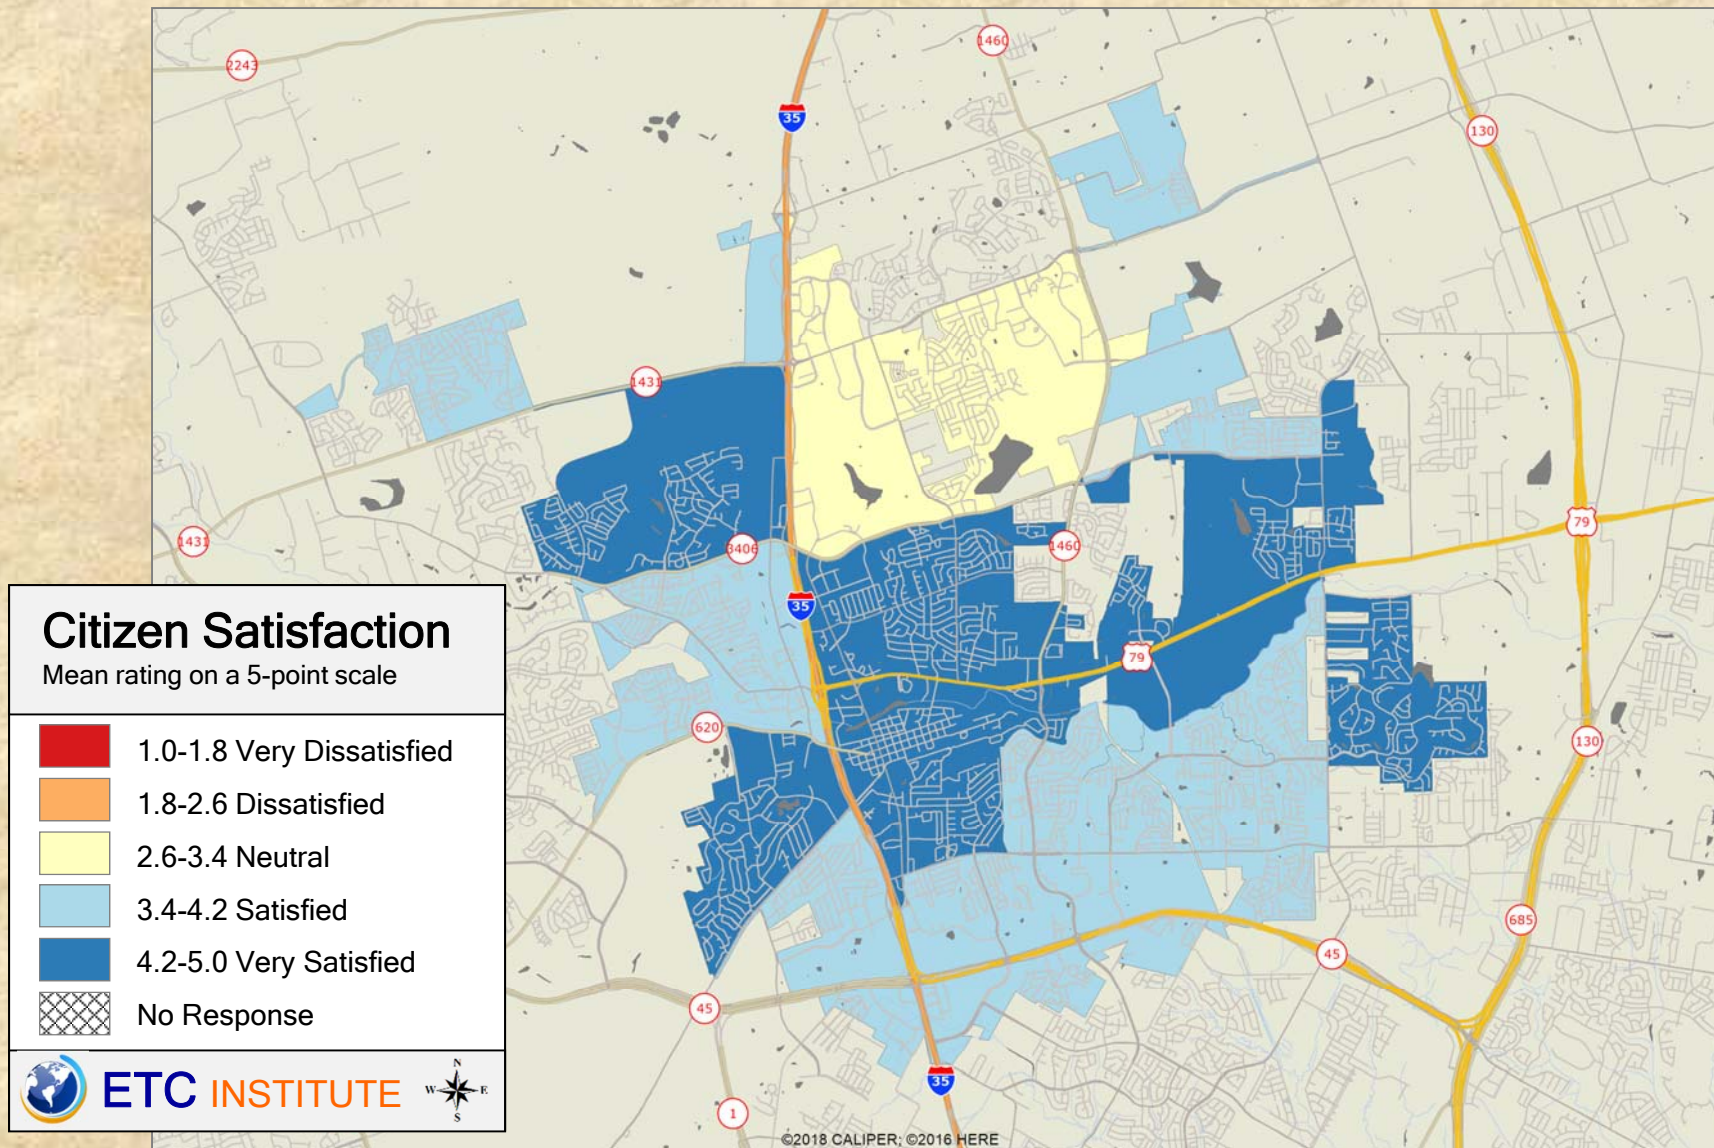 2243
1460
35
130
1431
1431
3406
1460
79
35
79
620
130
685
45
45
35
1
Citizen Satisfaction
Mean rating on a 5-point scale
1.0-1.8 Very Dissatisfied
1.8-2.6 Dissatisfied
2.6-3.4 Neutral
3.4-4.2 Satisfied
4.2-5.0 Very Satisfied
No Response
ETC INSTITUTE
N
W E
S
©2018 CALIPER; ©2016 HERE